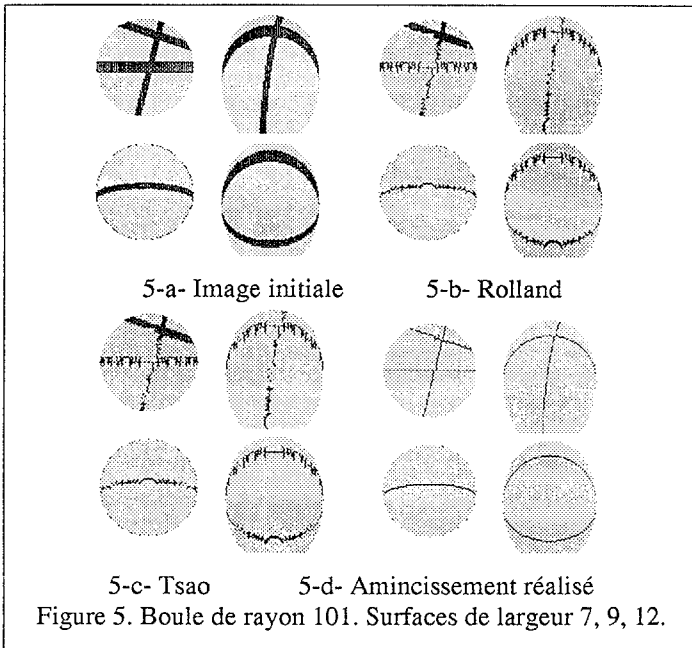 5-a- Image initiale 5-b- Rolland
5-c- Tsao 5-d- Amincissement réalisé
Figure 5. Boule de rayon 101. Surfaces de largeur 7, 9, 12.